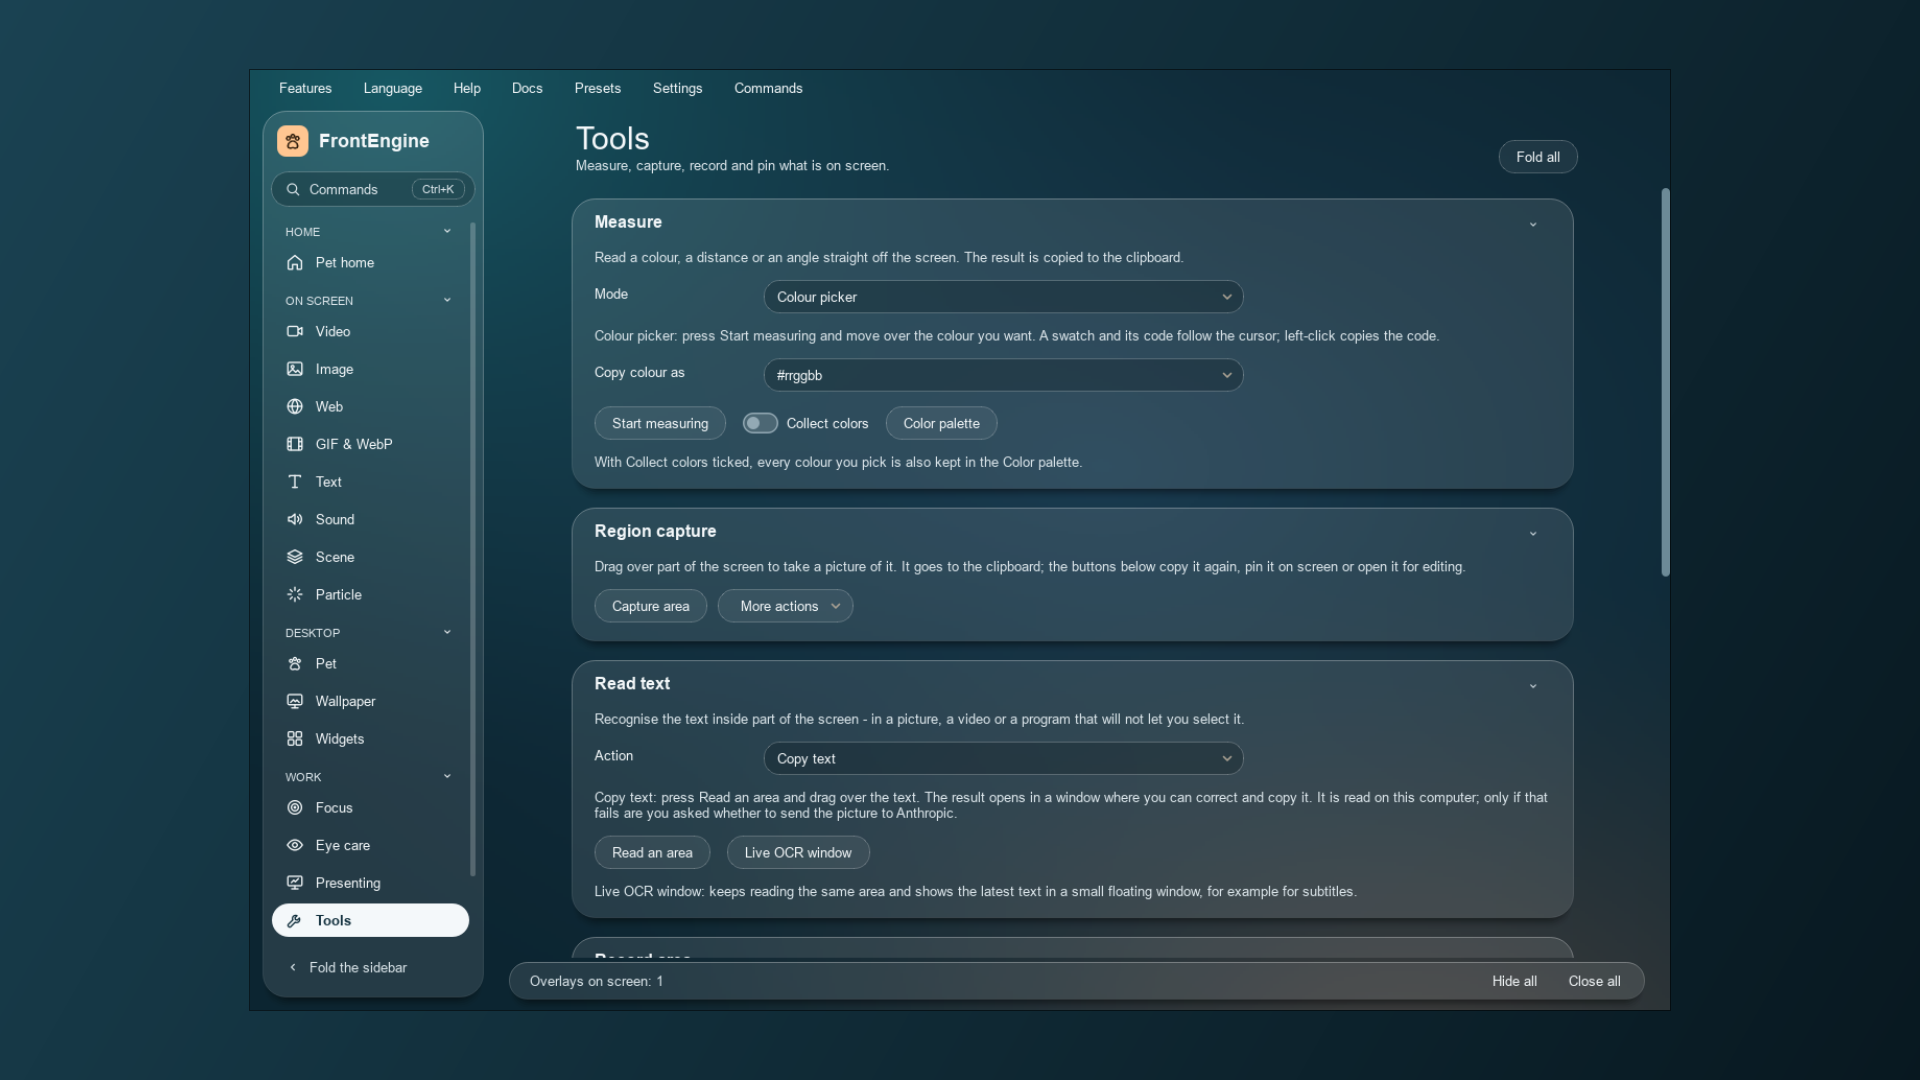 Features Language Help Docs Presets Settings Commands
FrontEngine
Commands Ctrl+K
HOME
Pet home
ON SCREEN
Video
Image
Web
GIF & WebP
Text
Sound
Scene
Particle
DESKTOP
Pet
Wallpaper
Widgets
WORK
Focus
Eye care
Presenting
Tools
Fold the sidebar
Tools
Measure, capture, record and pin what is on screen.
Fold all
Measure
Read a colour, a distance or an angle straight off the screen. The result is copied to the clipboard.
Mode Colour picker
Colour picker: press Start measuring and move over the colour you want. A swatch and its code follow the cursor; left-click copies the code.
Copy colour as #rrggbb
Start measuring Collect colors Color palette
With Collect colors ticked, every colour you pick is also kept in the Color palette.
Region capture
Drag over part of the screen to take a picture of it. It goes to the clipboard; the buttons below copy it again, pin it on screen or open it for editing.
Capture area More actions
Read text
Recognise the text inside part of the screen - in a picture, a video or a program that will not let you select it.
Action Copy text
Copy text: press Read an area and drag over the text. The result opens in a window where you can correct and copy it. It is read on this computer; only if that
fails are you asked whether to send the picture to Anthropic.
Read an area Live OCR window
Live OCR window: keeps reading the same area and shows the latest text in a small floating window, for example for subtitles.
Record area
Overlays on screen: 1 Hide all Close all